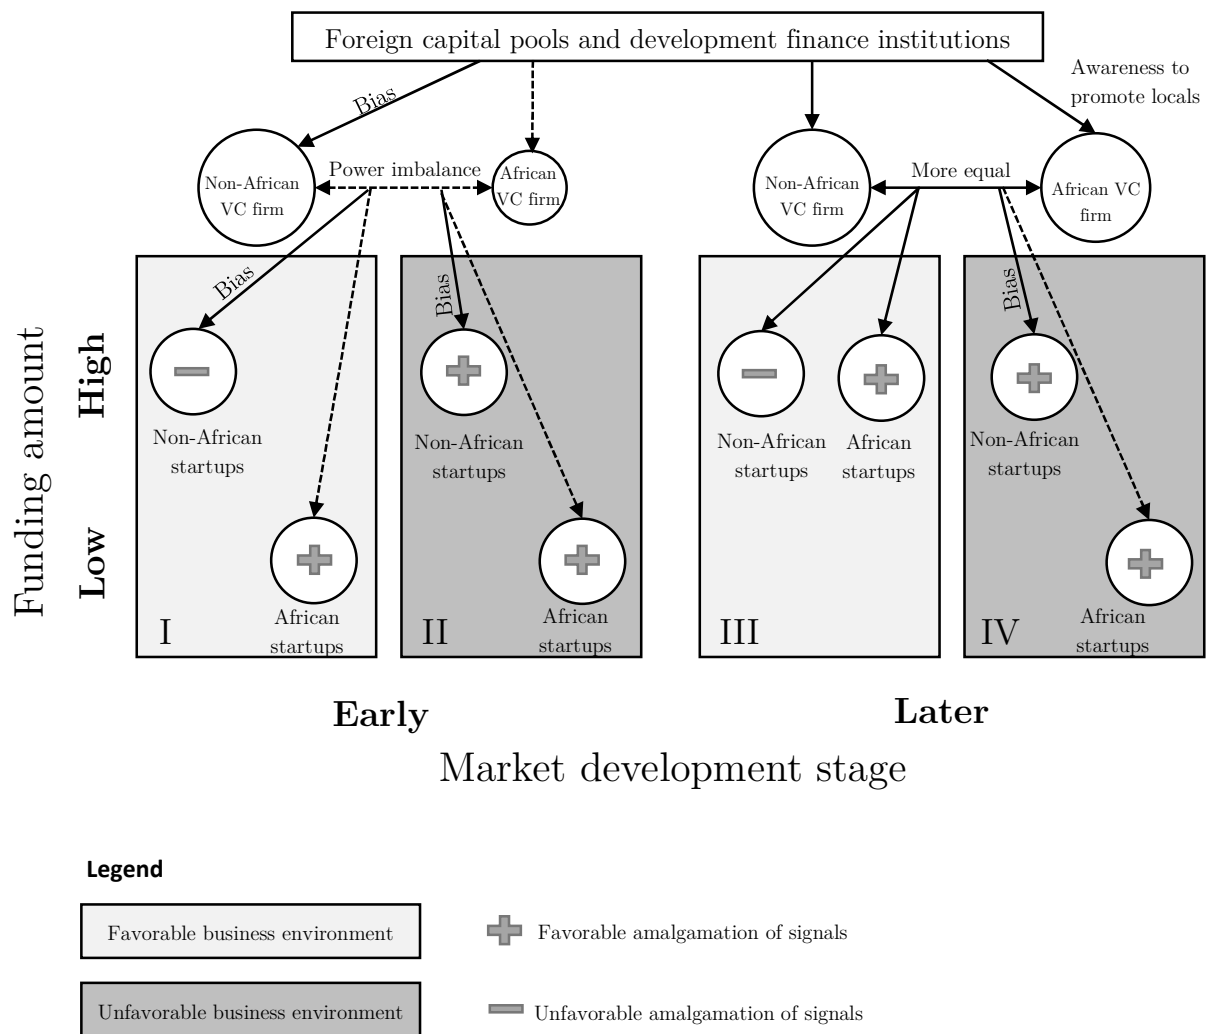 Foreign capital pools and development finance institutions
Awareness to
promote locals
Bias
Non-African
VC firm
Power imbalance
African
VC firm
Non-African
VC firm
More equal
African VC
firm
Funding amount
High
Low
Bias
Non-African
startups
African
startups
I
Bias
Non-African
startups
African
startups
II
Non-African
startups
African
startups
III
Bias
Non-African
startups
African
startups
IV
Early
Later
Market development stage
Legend
Favorable business environment
Favorable amalgamation of signals
Unfavorable business environment
Unfavorable amalgamation of signals